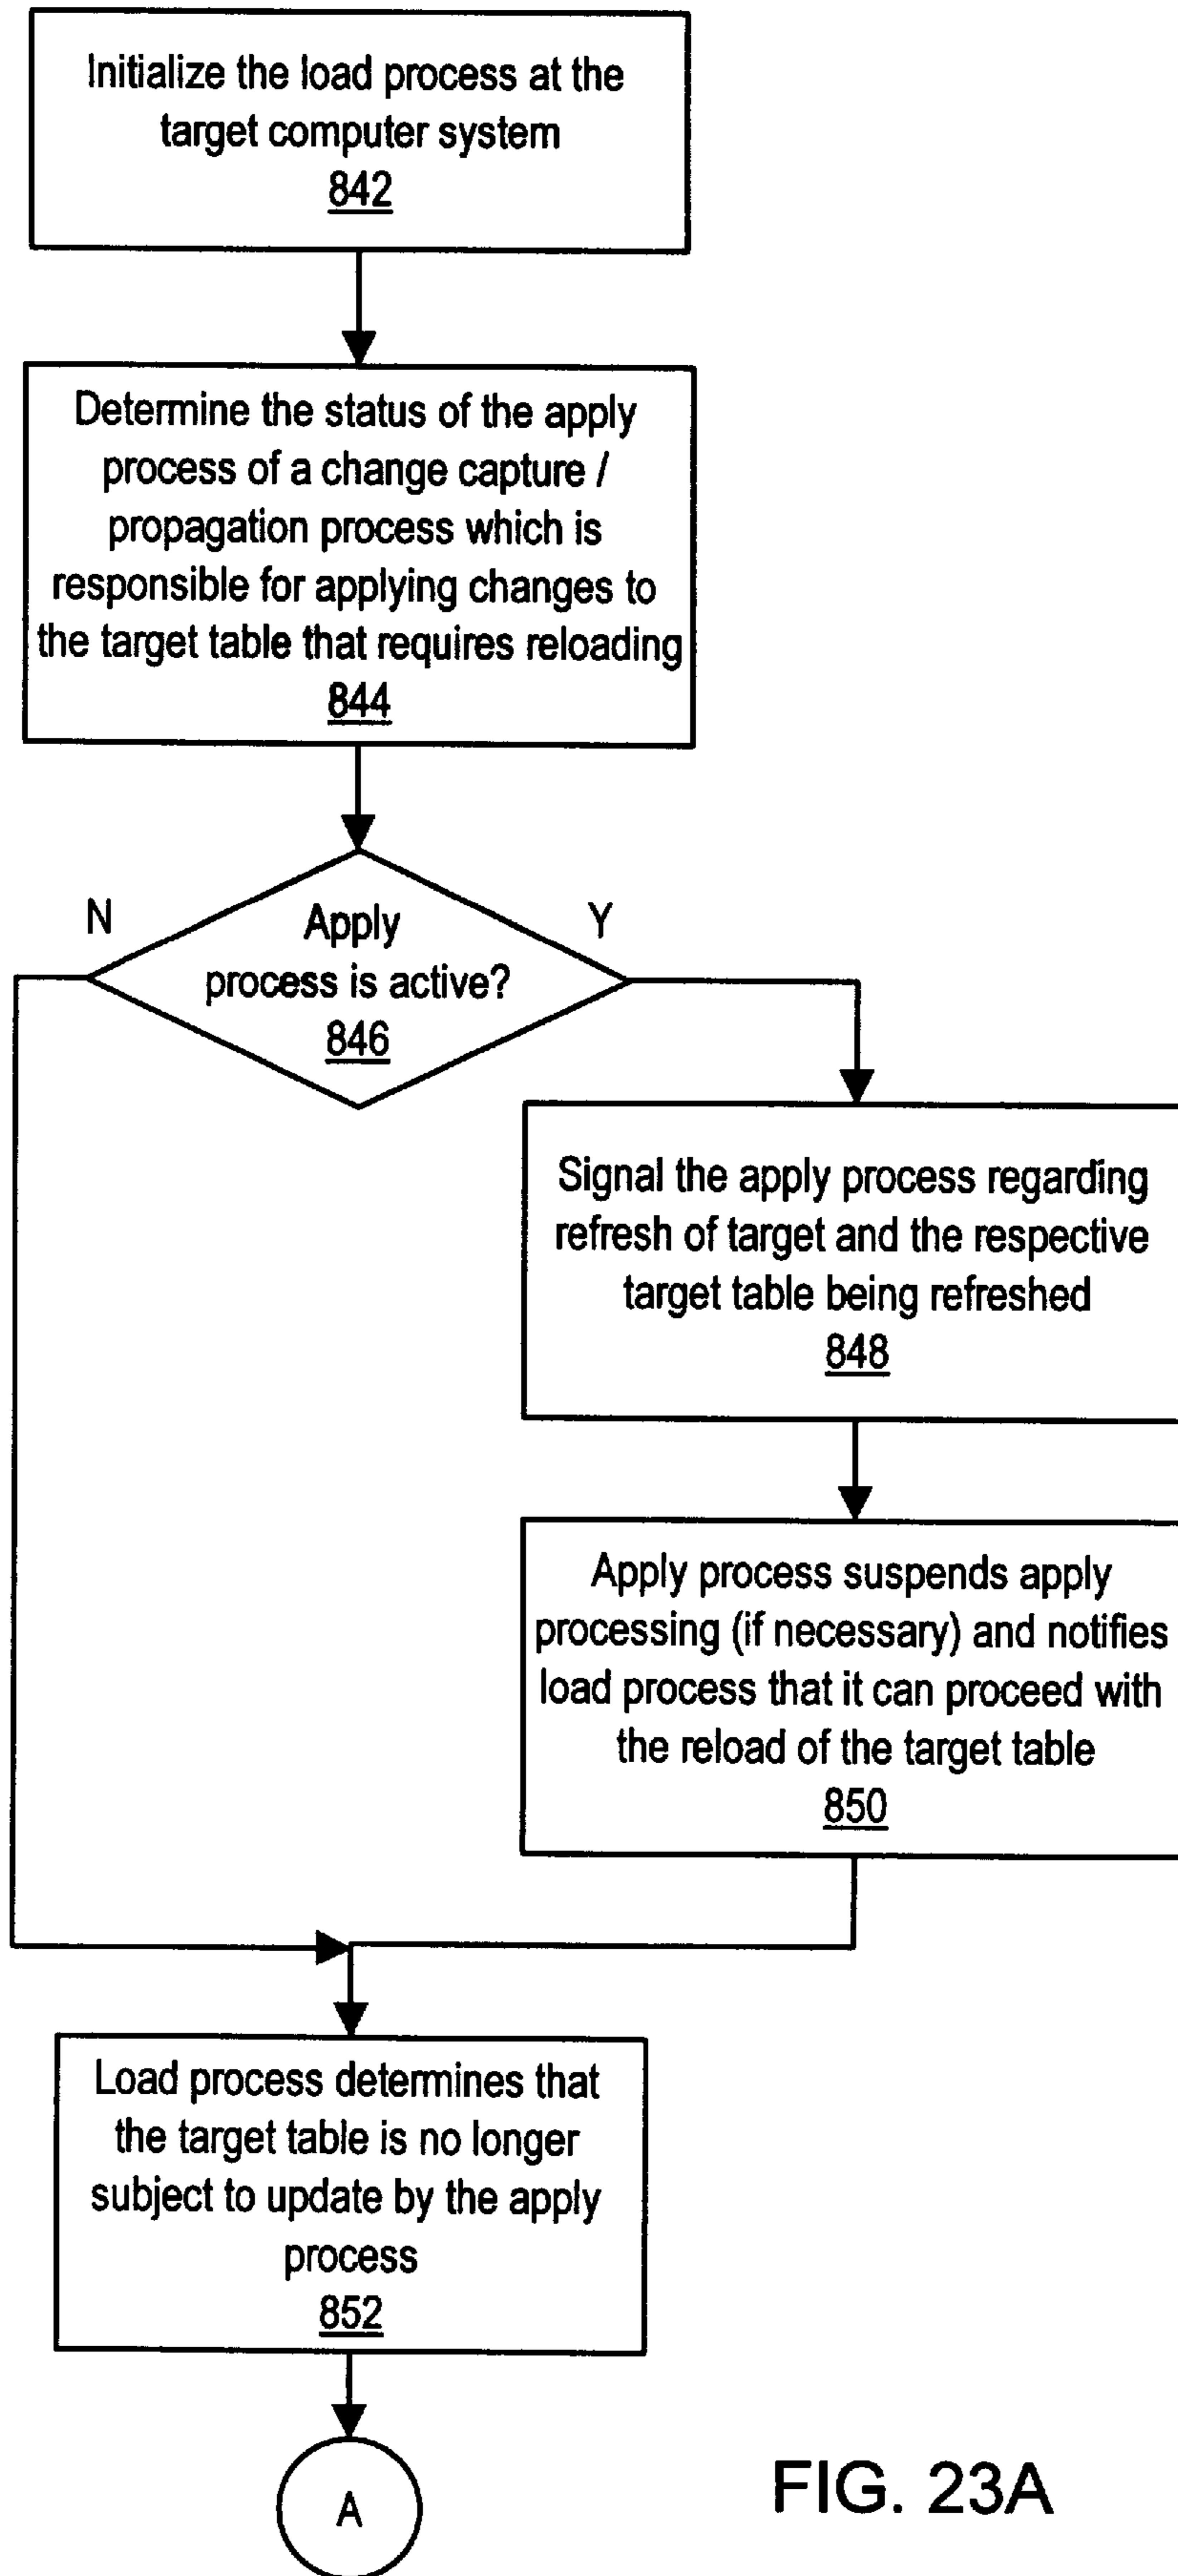 Initialize the load process at the
target computer system
842
Determine the status of the apply
process of a change capture /
propagation process which is
responsible for applying changes to
the target table that requires reloading
844
N
Y
Apply
process is active?
846
Signal the apply process regarding
refresh of target and the respective
target table being refreshed
848
Apply process suspends apply
processing (if necessary) and notifies
load process that it can proceed with
the reload of the target table
850
Load process determines that
the target table is no longer
subject to update by the apply
process
852
A
FIG. 23A